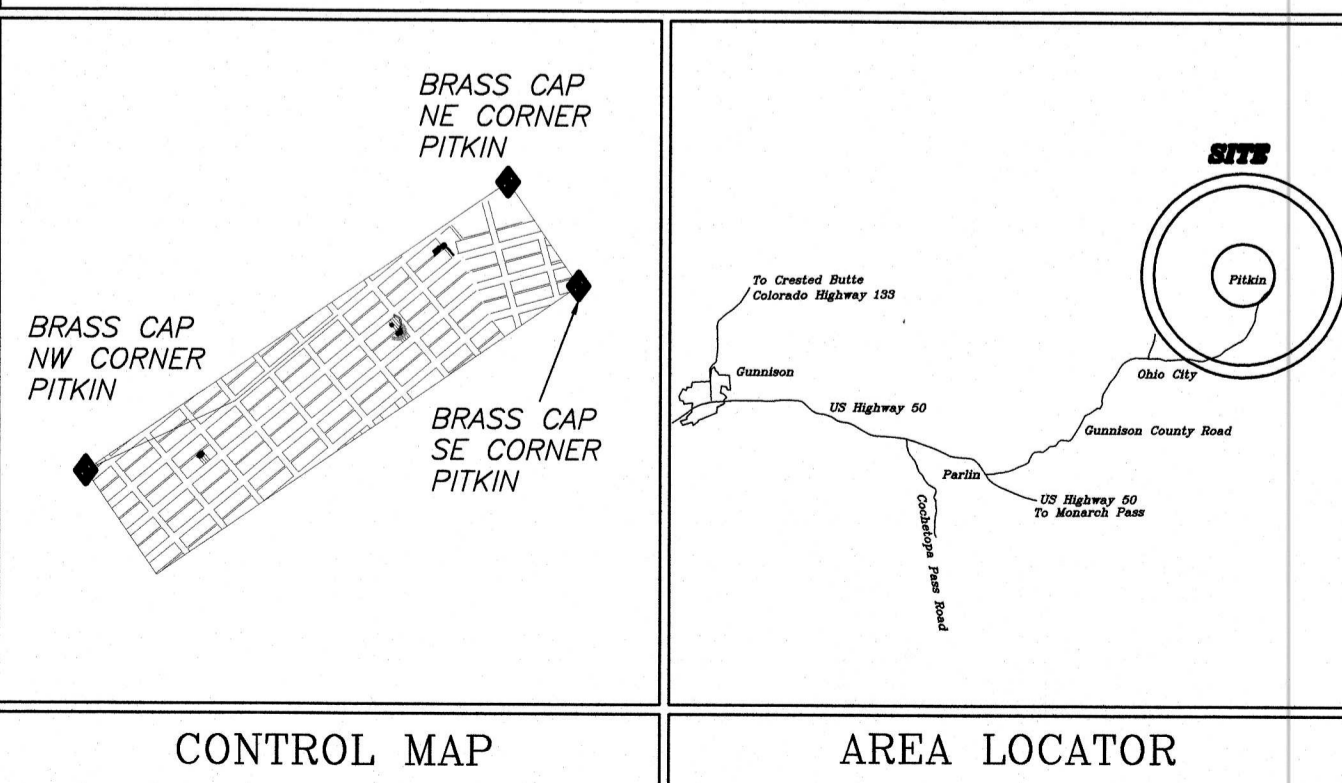 BRASS CAP
NE CORNER
PITKIN
BRASS CAP
NW CORNER
PITKIN
BRASS CAP
SE CORNER
PITKIN
CONTROL MAP
SITE
Pitkin
To Crested Butte
Colorado Highway 133
Gunnison
Ohio City
US Highway 50
Gunnison County Road
Parlin
US Highway 50
To Monarch Pass
Cochetopa Pass Road
AREA LOCATOR